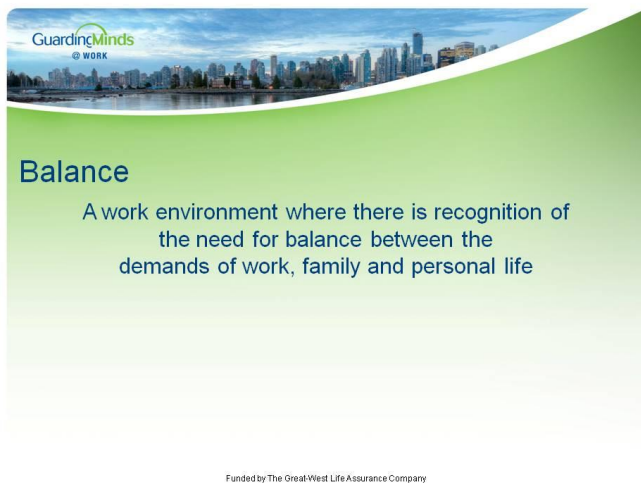 GuardingMinds
@ WORK
Balance
A work environment where there is recognition of
the need for balance between the
demands of work, family and personal life
Funded by The Great-West Life Assurance Company